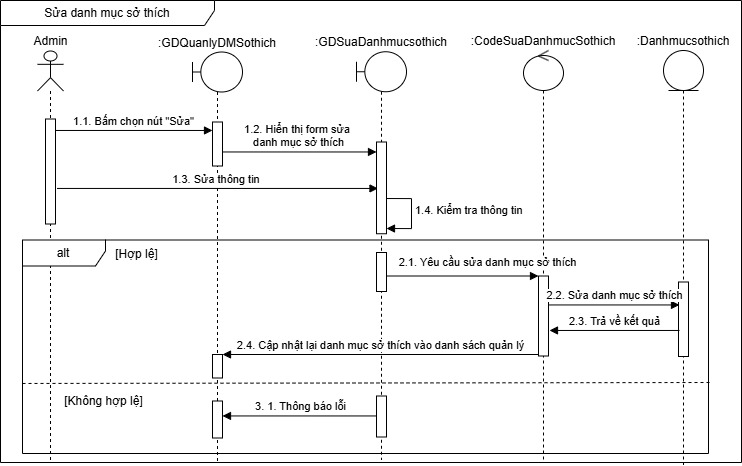 Sửa danh mục sở thích
Admin
:GDQuanlyDMSothich
:GDSuaDanhmucsothich
:CodeSuaDanhmucSothich
:Danhmucsothich
1.1. Bấm chọn nút "Sửa"
1.2. Hiển thị form sửa
danh mục sở thích
1.3. Sửa thông tin
1.4. Kiểm tra thông tin
alt
[Hợp lệ]
2.1. Yêu cầu sửa danh mục sở thích
2.2. Sửa danh mục sở thích
2.3. Trả về kết quả
2.4. Cập nhật lại danh mục sở thích vào danh sách quản lý
[Không hợp lệ]
3. 1. Thông báo lỗi